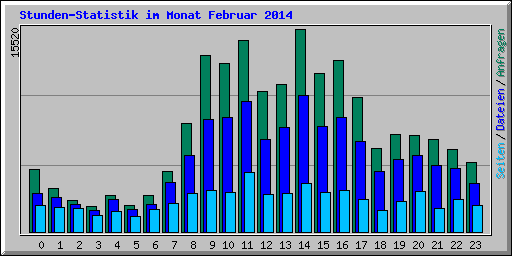 Stunden-Statistik im Monat Februar 2014
15520
Seiten / Dateien / Anfragen
0 1 2 3 4 5 6 7 8 9 10 11 12 13 14 15 16 17 18 19 20 21 22 23